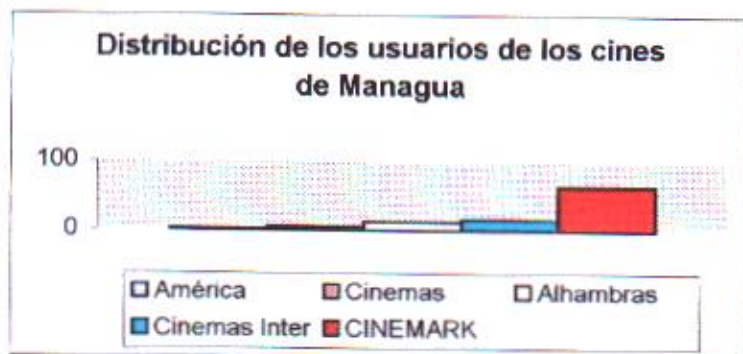 Distribución de los usuarios de los cines
de Managua
100
0
América Cinemas Alhambras
Cinemas Inter CINEMARK